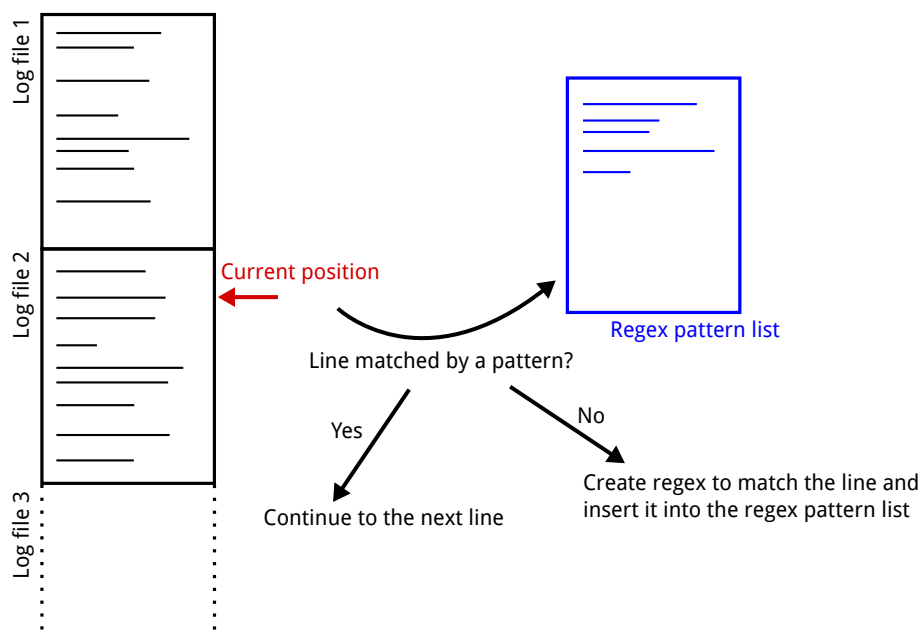 Log file 1
Log file 2
Log file 3
Current position
Regex pattern list
Line matched by a pattern?
Yes
No
Continue to the next line
Create regex to match the line and
insert it into the regex pattern list